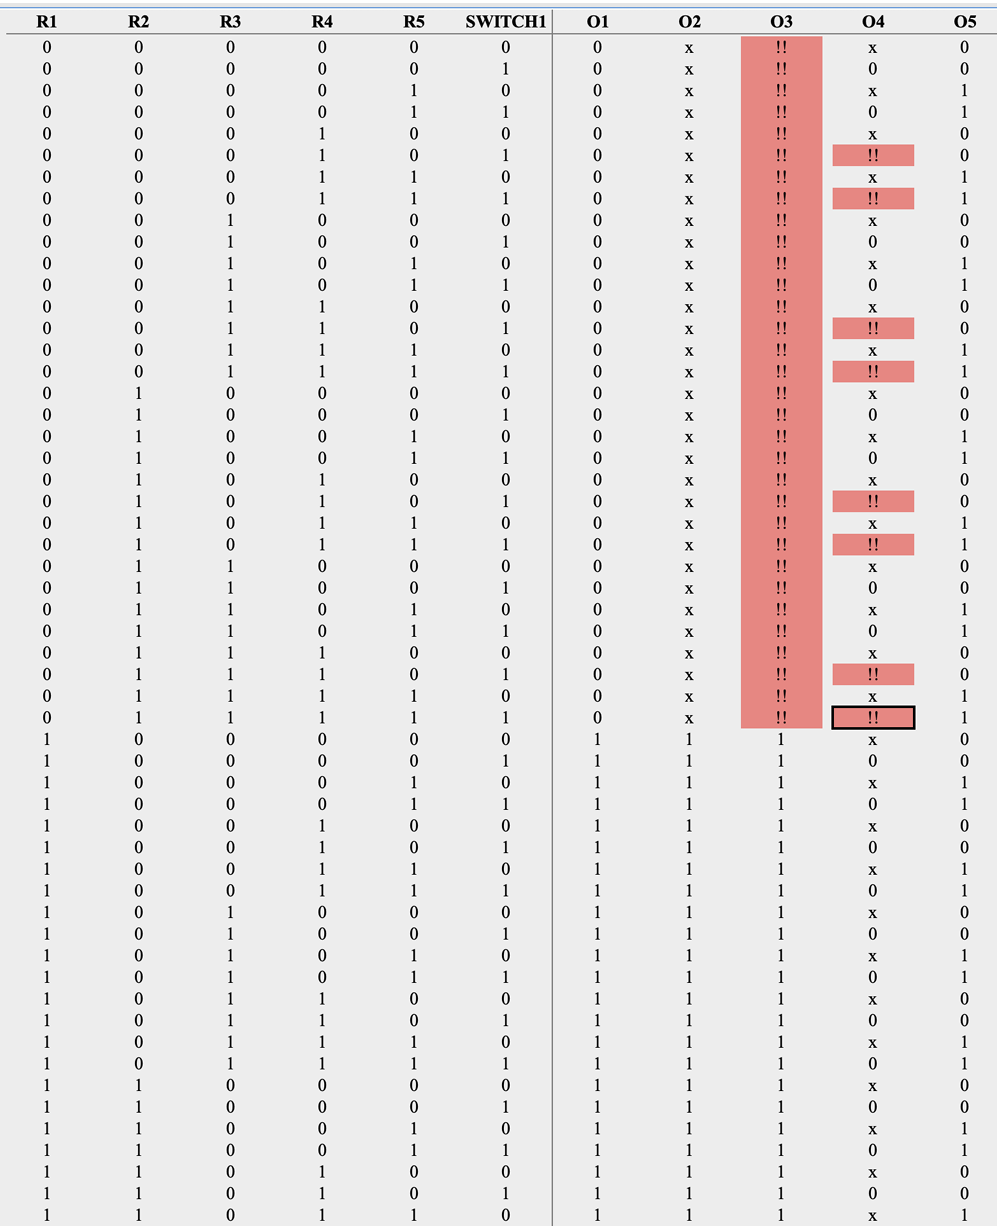 R1 R2 R3 R4 R5 SWITCH1 O1 O2 O3 O4 O5
0 0 0 0 0 0 0 x !! x 0
0 0 0 0 0 1 0 x !! 0 0
0 0 0 0 1 0 0 x !! x 1
0 0 0 0 1 1 0 x !! 0 1
0 0 0 1 0 0 0 x !! x 0
0 0 0 1 0 1 0 x !! !! 0
0 0 0 1 1 0 0 x !! x 1
0 0 0 1 1 1 0 x !! !! 1
0 0 1 0 0 0 0 x !! x 0
0 0 1 0 0 1 0 x !! 0 0
0 0 1 0 1 0 0 x !! x 1
0 0 1 0 1 1 0 x !! 0 1
0 0 1 1 0 0 0 x !! x 0
0 0 1 1 0 1 0 x !! !! 0
0 0 1 1 1 0 0 x !! x 1
0 0 1 1 1 1 0 x !! !! 1
0 1 0 0 0 0 0 x !! x 0
0 1 0 0 0 1 0 x !! 0 0
0 1 0 0 1 0 0 x !! x 1
0 1 0 0 1 1 0 x !! 0 1
0 1 0 1 0 0 0 x !! x 0
0 1 0 1 0 1 0 x !! !! 0
0 1 0 1 1 0 0 x !! x 1
0 1 0 1 1 1 0 x !! !! 1
0 1 1 0 0 0 0 x !! x 0
0 1 1 0 0 1 0 x !! 0 0
0 1 1 0 1 0 0 x !! x 1
0 1 1 0 1 1 0 x !! 0 1
0 1 1 1 0 0 0 x !! x 0
0 1 1 1 0 1 0 x !! !! 0
0 1 1 1 1 0 0 x !! x 1
0 1 1 1 1 1 0 x !! !! 1
1 0 0 0 0 0 1 1 1 x 0
1 0 0 0 0 1 1 1 1 0 0
1 0 0 0 1 0 1 1 1 x 1
1 0 0 0 1 1 1 1 1 0 1
1 0 0 1 0 0 1 1 1 x 0
1 0 0 1 0 1 1 1 1 0 0
1 0 0 1 1 0 1 1 1 x 1
1 0 0 1 1 1 1 1 1 0 1
1 0 1 0 0 0 1 1 1 x 0
1 0 1 0 0 1 1 1 1 0 0
1 0 1 0 1 0 1 1 1 x 1
1 0 1 0 1 1 1 1 1 0 1
1 0 1 1 0 0 1 1 1 x 0
1 0 1 1 0 1 1 1 1 0 0
1 0 1 1 1 0 1 1 1 x 1
1 0 1 1 1 1 1 1 1 0 1
1 1 0 0 0 0 1 1 1 x 0
1 1 0 0 0 1 1 1 1 0 0
1 1 0 0 1 0 1 1 1 x 1
1 1 0 0 1 1 1 1 1 0 1
1 1 0 1 0 0 1 1 1 x 0
1 1 0 1 0 1 1 1 1 0 0
1 1 0 1 1 0 1 1 1 x 1